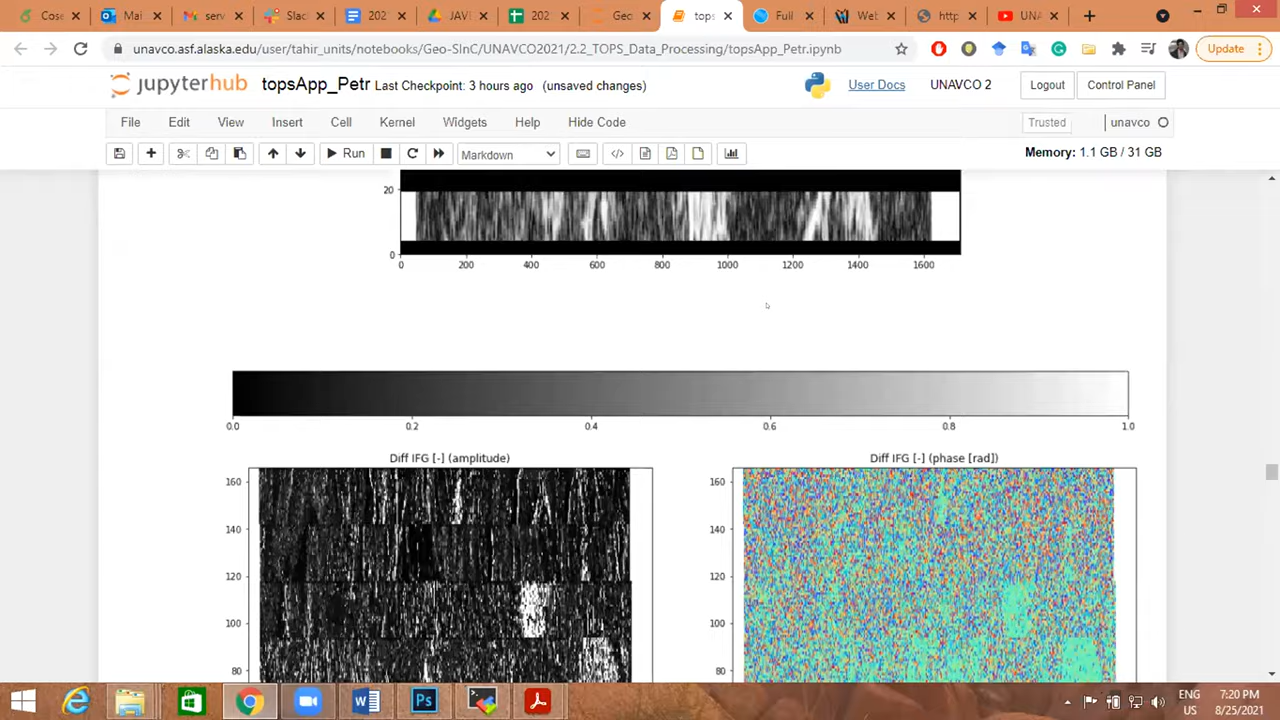 Cose
Mai
serv
Slac
202
JAVE
202
Geo
tops
Full
Web
http
UNA
unavco.asf.alaska.edu/user/tahir_units/notebooks/Geo-SInC/UNAVCO2021/2.2_TOPS_Data_Processing/topsApp_Petr.ipynb
Update
jupyterhub topsApp_Petr Last Checkpoint: 3 hours ago (unsaved changes)
User Docs UNAVCO 2 Logout Control Panel
File Edit View Insert Cell Kernel Widgets Help Hide Code
Trusted unavco
Run Markdown Memory: 1.1 GB / 31 GB
20
0
0 200 400 600 800 1000 1200 1400 1600
0.0 0.2 0.4 0.6 0.8 1.0
Diff IFG [-] (amplitude)
160
140
120
100
80
Diff IFG [-] (phase [rad])
160
140
120
100
80
ENG
US
7:20 PM
8/25/2021